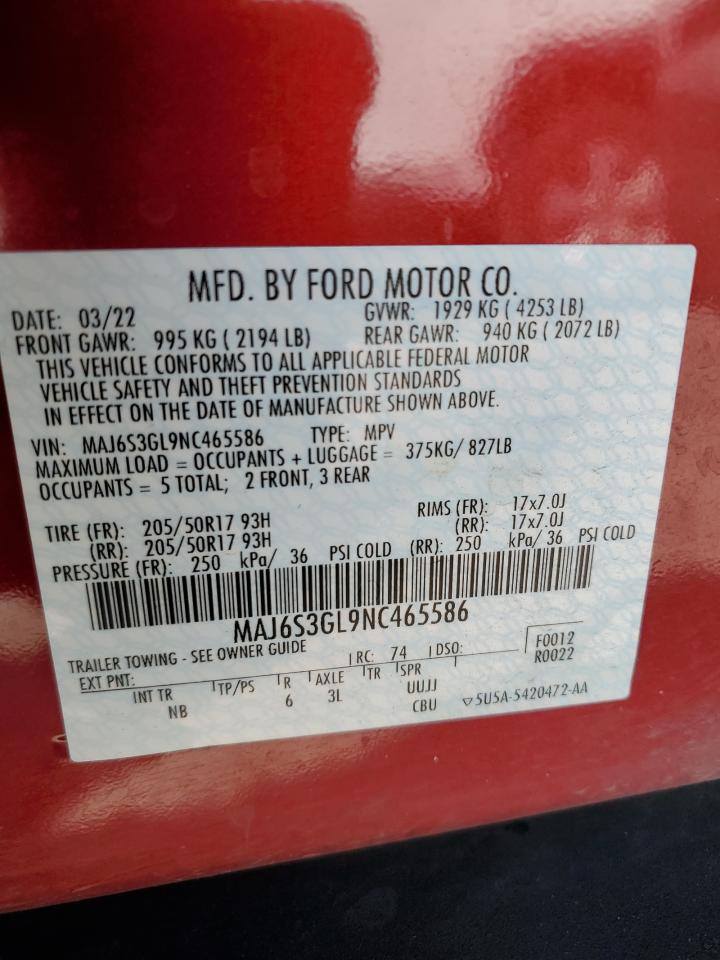 MFD. BY FORD MOTOR CO.
DATE: 03/22 GVWR: 1929 KG ( 4253 LB)
FRONT GAWR: 995 KG ( 2194 LB) REAR GAWR: 940 KG ( 2072 LB)
THIS VEHICLE CONFORMS TO ALL APPLICABLE FEDERAL MOTOR
VEHICLE SAFETY AND THEFT PREVENTION STANDARDS
IN EFFECT ON THE DATE OF MANUFACTURE SHOWN ABOVE.
VIN: MAJ6S3GL9NC465586 TYPE: MPV
MAXIMUM LOAD = OCCUPANTS + LUGGAGE = 375KG/ 827LB
OCCUPANTS = 5 TOTAL; 2 FRONT, 3 REAR
TIRE (FR): 205/50R17 93H RIMS (FR): 17x7.0J
(RR): 205/50R17 93H (RR): 17x7.0J
PRESSURE (FR): 250 kPa/ 36 PSI COLD (RR): 250 kPa/ 36 PSI COLD
MAJ6S3GL9NC465586
TRAILER TOWING - SEE OWNER GUIDE
EXT PNT: RC: 74 DSO: F0012
R0022
INT TR TP/PS R AXLE TR SPR
NB 6 3L UUJJ
CBU 5U5A-5420472-AA